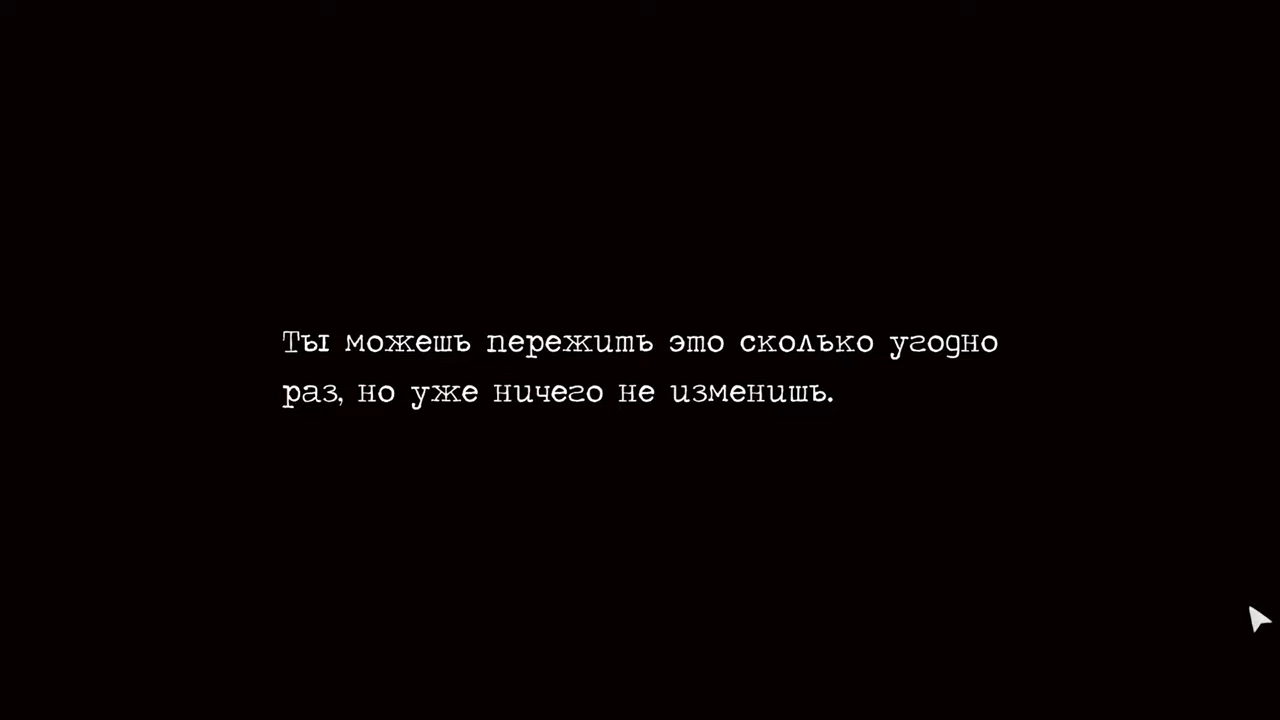 Ты можешь пережить это сколько угодно
раз, но уже ничего не изменишь.